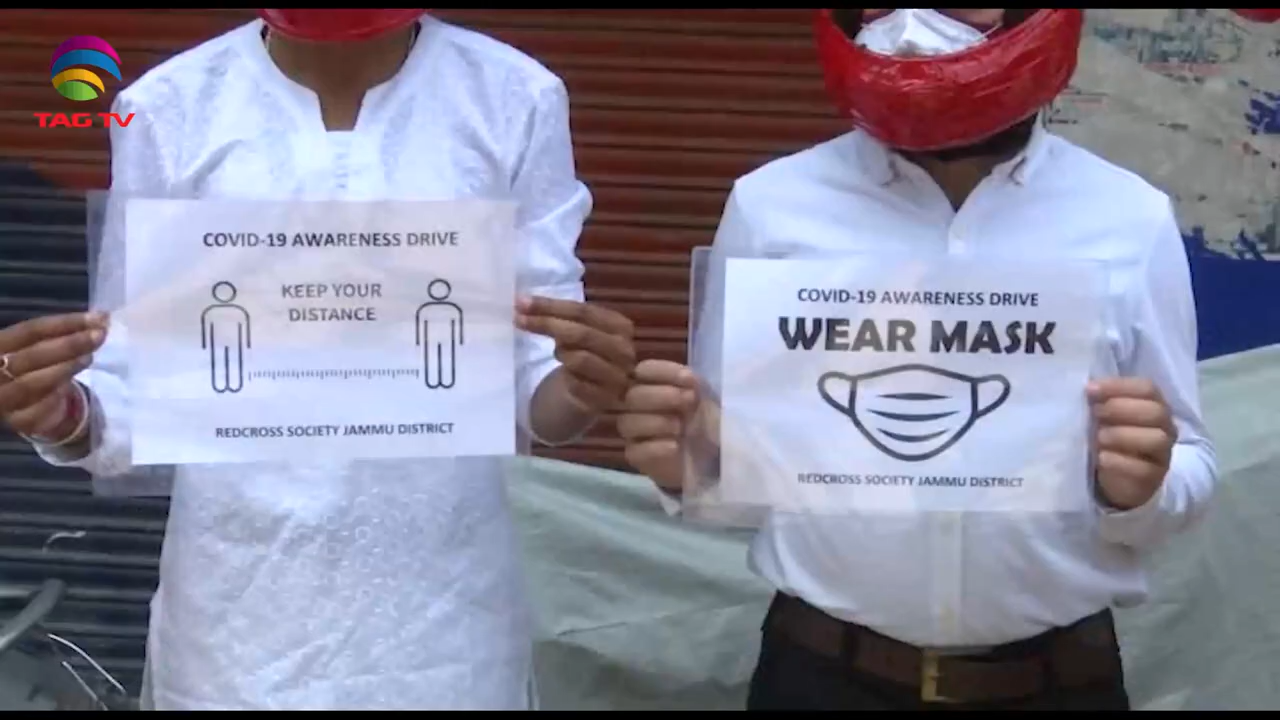 TAG TV
COVID-19 AWARENESS DRIVE
KEEP YOUR
DISTANCE
REDCROSS SOCIETY JAMMU DISTRICT
COVID-19 AWARENESS DRIVE
WEAR MASK
REDCROSS SOCIETY JAMMU DISTRICT